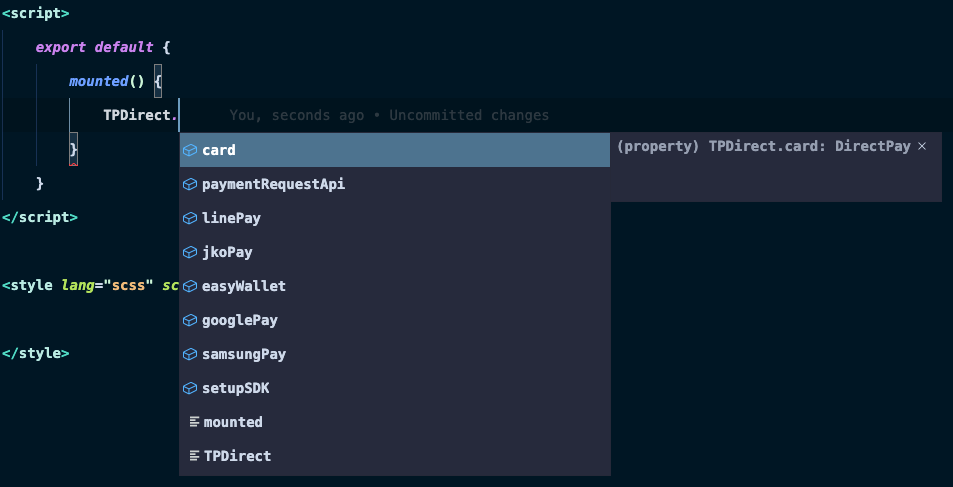 <script>
export default {
mounted() {
TPDirect. You, seconds ago • Uncommitted changes
card (property) TPDirect.card: DirectPay ×
}
paymentRequestApi
}
linePay
</script>
jkoPay
easyWallet
<style lang="scss" sc
googlePay
samsungPay
</style>
setupSDK
mounted
TPDirect